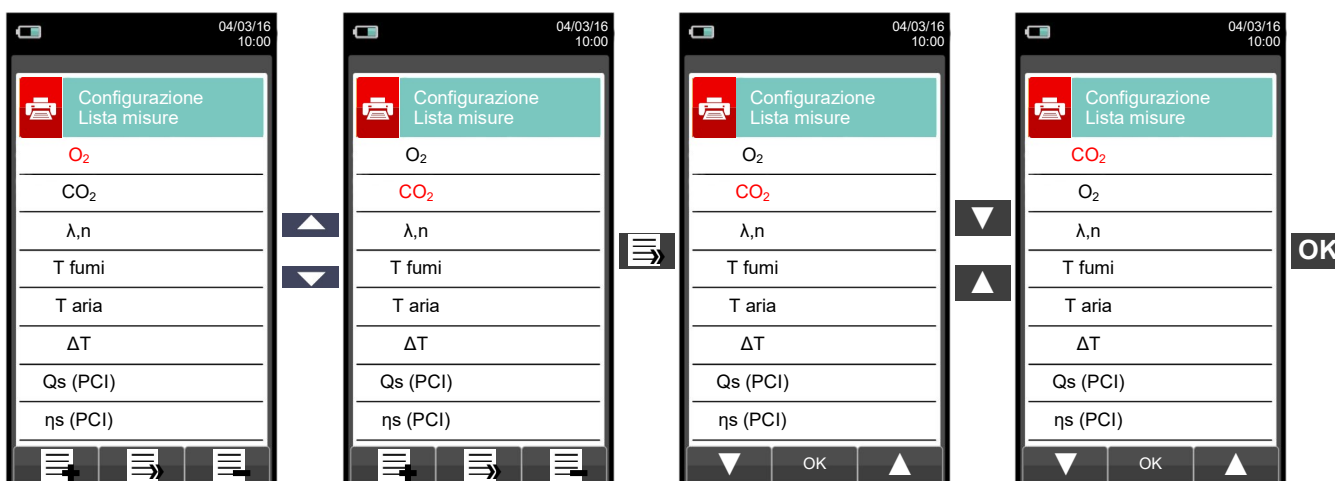 04/03/16
10:00
Configurazione
Lista misure
O₂
CO₂
λ,n
T fumi
T aria
ΔT
Qs (PCI)
ηs (PCI)
04/03/16
10:00
Configurazione
Lista misure
O₂
CO₂
λ,n
T fumi
T aria
ΔT
Qs (PCI)
ηs (PCI)
04/03/16
10:00
Configurazione
Lista misure
O₂
CO₂
λ,n
T fumi
T aria
ΔT
Qs (PCI)
ηs (PCI)
OK
04/03/16
10:00
Configurazione
Lista misure
CO₂
O₂
λ,n
T fumi
T aria
ΔT
Qs (PCI)
ηs (PCI)
OK
OK